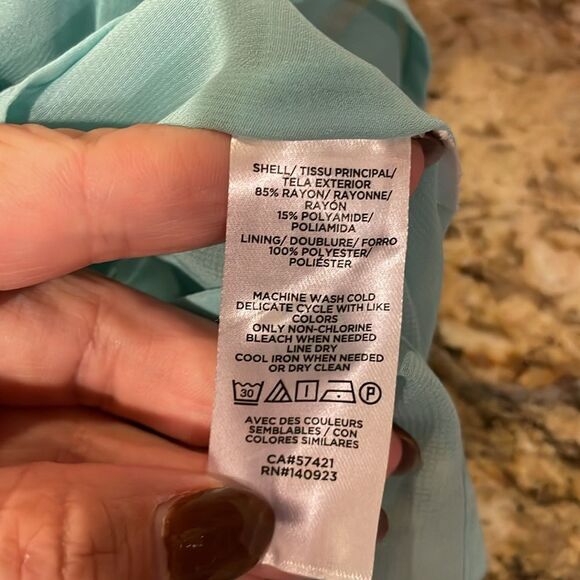 SHELL/ TISSU PRINCIPAL/
TELA EXTERIOR
85% RAYON/ RAYONNE/
RAYÓN
15% POLYAMIDE/
POLIAMIDA
LINING/ DOUBLURE/ FORRO
100% POLYESTER/
POLIÉSTER
MACHINE WASH COLD
DELICATE CYCLE WITH LIKE
COLORS
ONLY NON-CHLORINE
BLEACH WHEN NEEDED
LINE DRY
COOL IRON WHEN NEEDED
OR DRY CLEAN
30 P
AVEC DES COULEURS
SEMBLABLES / CON
COLORES SIMILARES
CA#57421
RN#140923